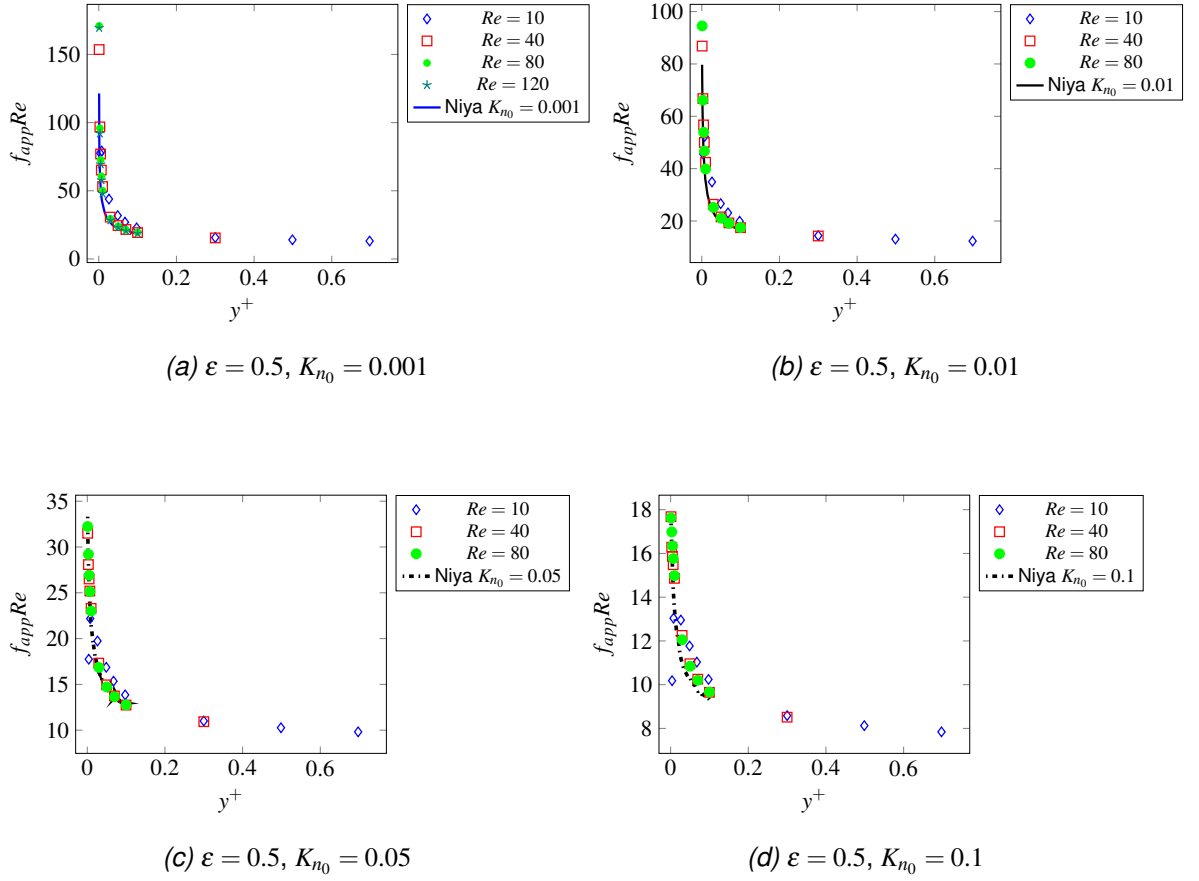 Re = 10
Re = 40
Re = 80
Re = 120
Niya K_{n_0} = 0.001
150
100
50
0
f_{app}Re
0 0.2 0.4 0.6
y^+
(a) ε = 0.5, K_{n_0} = 0.001
Re = 10
Re = 40
Re = 80
Niya K_{n_0} = 0.01
100
80
60
40
20
f_{app}Re
0 0.2 0.4 0.6
y^+
(b) ε = 0.5, K_{n_0} = 0.01
Re = 10
Re = 40
Re = 80
Niya K_{n_0} = 0.05
35
30
25
20
15
10
f_{app}Re
0 0.2 0.4 0.6
y^+
(c) ε = 0.5, K_{n_0} = 0.05
Re = 10
Re = 40
Re = 80
Niya K_{n_0} = 0.1
18
16
14
12
10
8
f_{app}Re
0 0.2 0.4 0.6
y^+
(d) ε = 0.5, K_{n_0} = 0.1